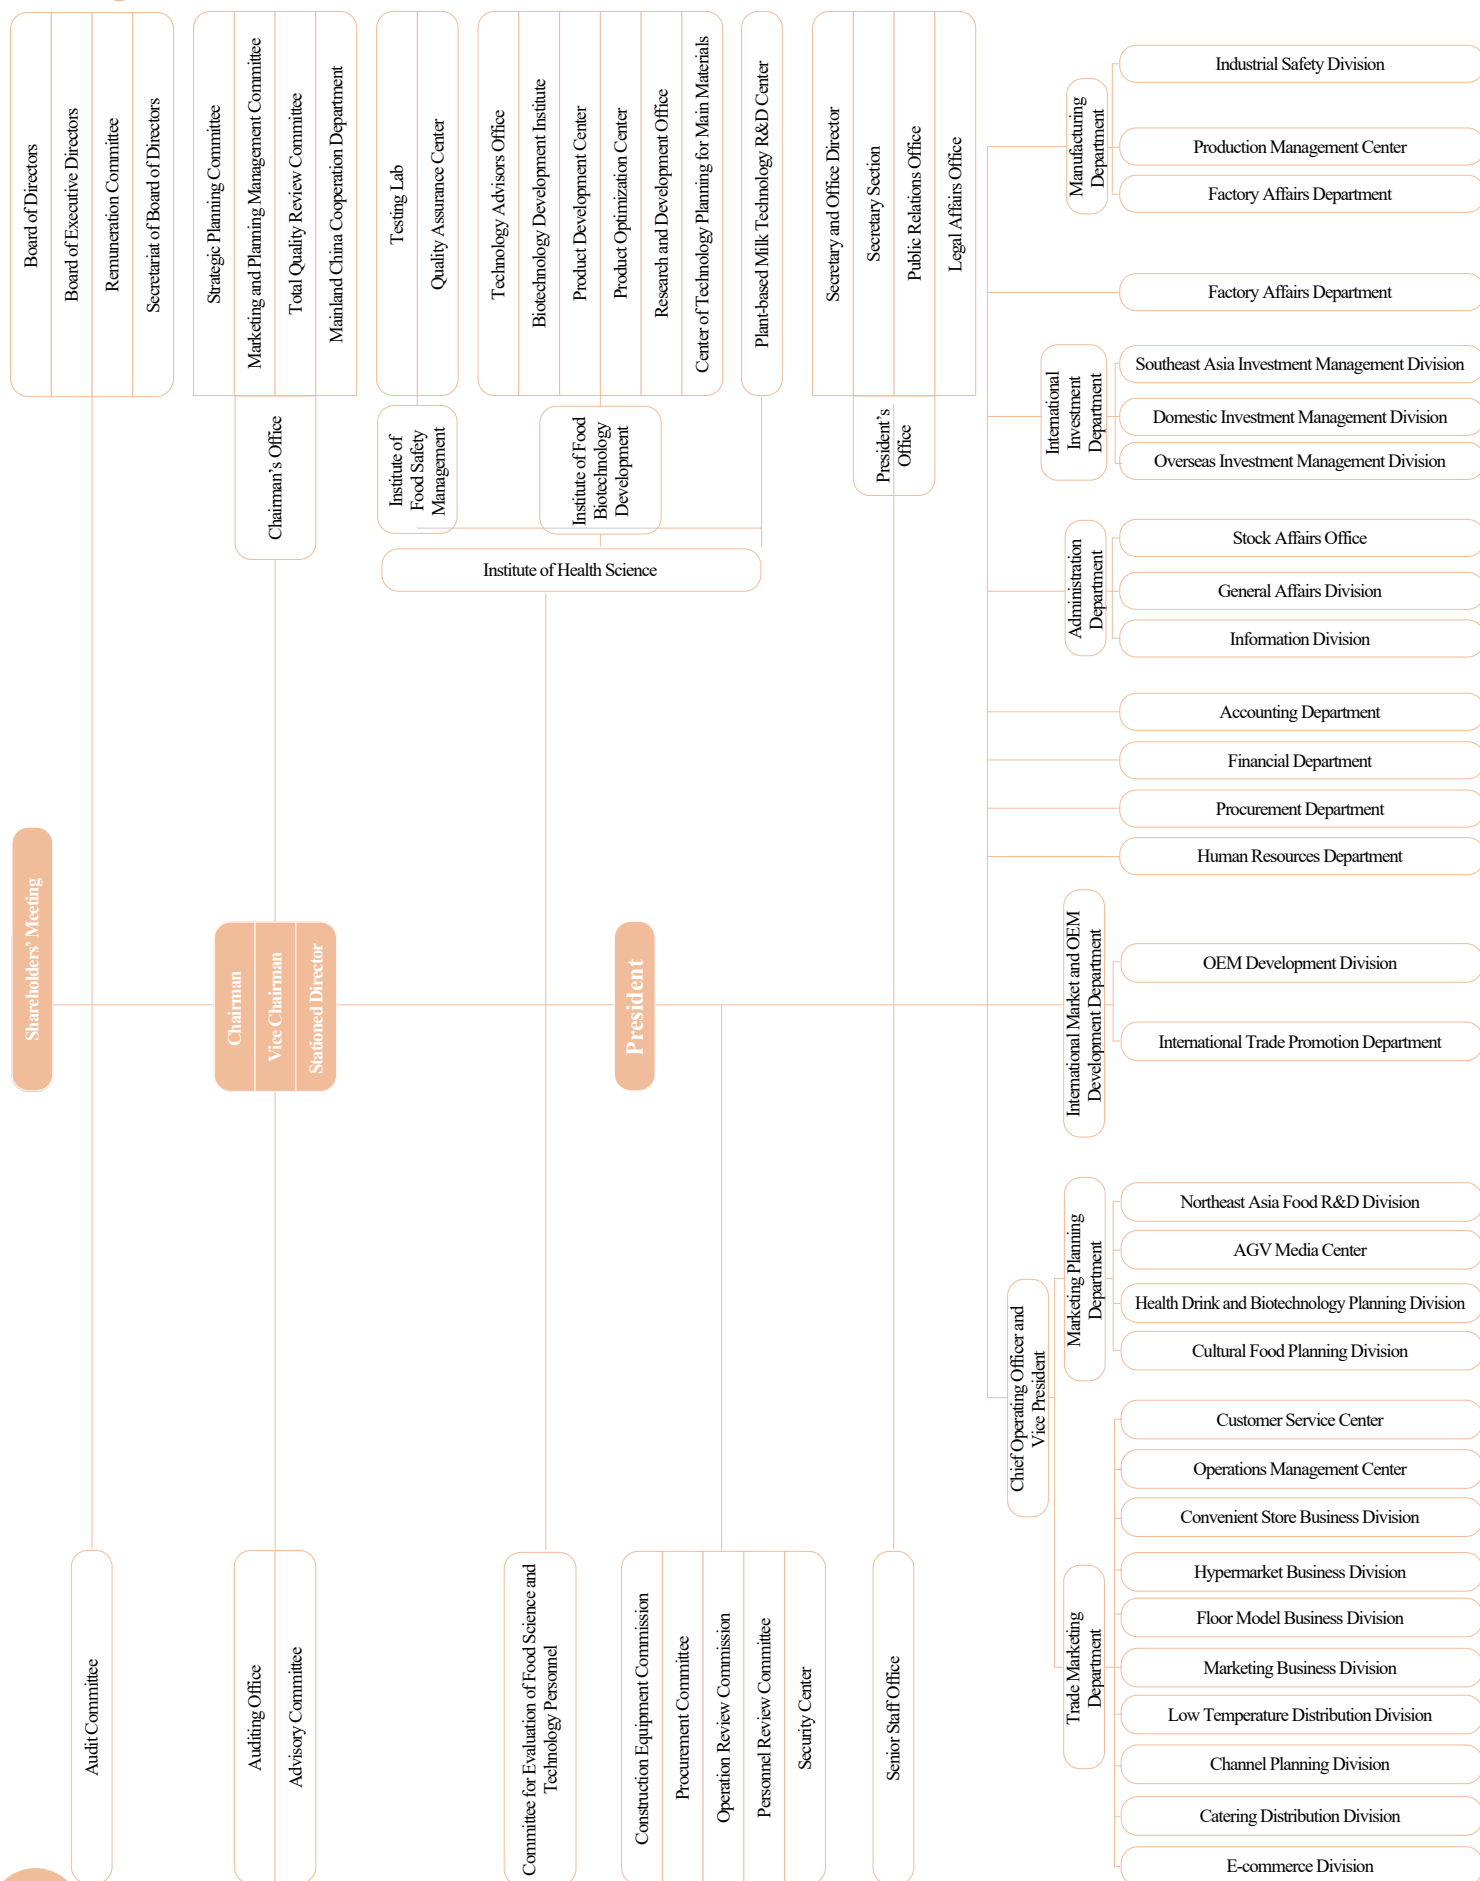 Shareholders' Meeting
Audit Committee
Board of Directors
Board of Executive Directors
Remuneration Committee
Secretariat of Board of Directors
Chairman
Vice Chairman
Stationed Director
Auditing Office
Advisory Committee
Chairman's Office
Strategic Planning Committee
Marketing and Planning Management Committee
Total Quality Review Committee
Mainland China Cooperation Department
Committee for Evaluation of Food Science and
Technology Personnel
Institute of Health Science
Institute of
Food Safety
Management
Testing Lab
Quality Assurance Center
Institute of Food
Biotechnology
Development
Technology Advisors Office
Biotechnology Development Institute
Product Development Center
Product Optimization Center
Research and Development Office
Center of Technology Planning for Main Materials
Plant-based Milk Technology R&D Center
President
Construction Equipment Commission
Procurement Committee
Operation Review Commission
Personnel Review Committee
Security Center
Senior Staff Office
President's
Office
Secretary and Office Director
Secretary Section
Public Relations Office
Legal Affairs Office
Chief Operating Officer and
Vice President
Trade Marketing
Department
E-commerce Division
Catering Distribution Division
Channel Planning Division
Low Temperature Distribution Division
Marketing Business Division
Floor Model Business Division
Hypermarket Business Division
Convenient Store Business Division
Operations Management Center
Customer Service Center
Marketing Planning
Department
Cultural Food Planning Division
Health Drink and Biotechnology Planning Division
AGV Media Center
Northeast Asia Food R&D Division
International Market and OEM
Development Department
International Trade Promotion Department
OEM Development Division
Human Resources Department
Procurement Department
Financial Department
Accounting Department
Administration
Department
Information Division
General Affairs Division
Stock Affairs Office
International
Investment
Department
Overseas Investment Management Division
Domestic Investment Management Division
Southeast Asia Investment Management Division
Factory Affairs Department
Manufacturing
Department
Factory Affairs Department
Production Management Center
Industrial Safety Division